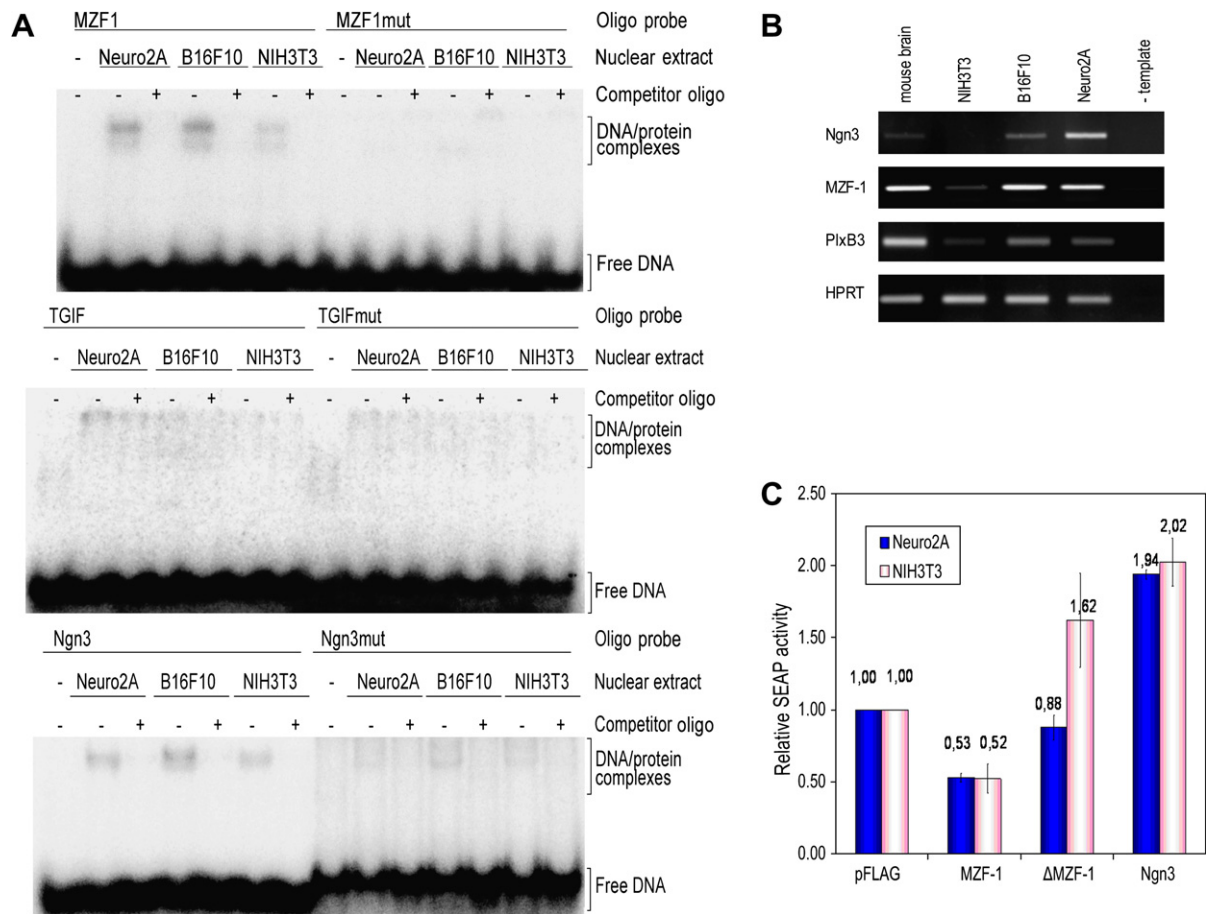 A
MZF1 MZF1mut Oligo probe
- Neuro2A B16F10 NIH3T3 - Neuro2A B16F10 NIH3T3 Nuclear extract
- - + - + - + - - + - + - + Competitor oligo
DNA/protein
complexes
Free DNA
TGIF TGIFmut Oligo probe
- Neuro2A B16F10 NIH3T3 - Neuro2A B16F10 NIH3T3 Nuclear extract
- - + - + - + - - + - + - + Competitor oligo
DNA/protein
complexes
Free DNA
Ngn3 Ngn3mut Oligo probe
- Neuro2A B16F10 NIH3T3 - Neuro2A B16F10 NIH3T3 Nuclear extract
- - + - + - + - - + - + - + Competitor oligo
DNA/protein
complexes
Free DNA
B
mouse brain
NIH3T3
B16F10
Neuro2A
- template
Ngn3
MZF-1
PlxB3
HPRT
C
Relative SEAP activity
2.50
2.00
1.50
1.00
0.50
0.00
Neuro2A
NIH3T3
1,00 1,00
0,53 0,52
0,88 1,62
1,94 2,02
pFLAG MZF-1 ΔMZF-1 Ngn3